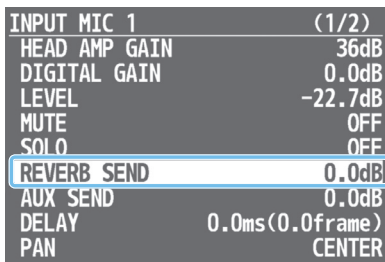 INPUT MIC 1 (1/2)
HEAD AMP GAIN 36dB
DIGITAL GAIN 0.0dB
LEVEL -22.7dB
MUTE OFF
SOLO OFF
REVERB SEND 0.0dB
AUX SEND 0.0dB
DELAY 0.0ms(0.0frame)
PAN CENTER